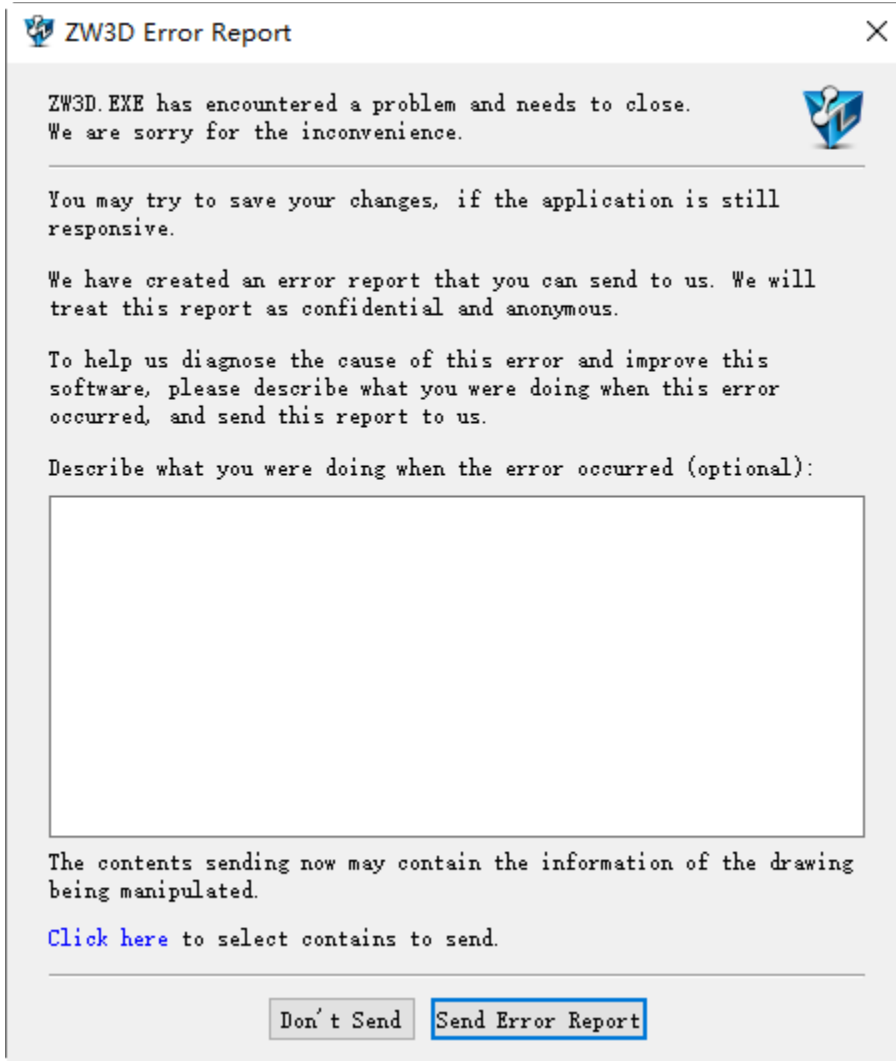 ZW3D Error Report
ZW3D.EXE has encountered a problem and needs to close.
We are sorry for the inconvenience.
You may try to save your changes, if the application is still
responsive.
We have created an error report that you can send to us. We will
treat this report as confidential and anonymous.
To help us diagnose the cause of this error and improve this
software, please describe what you were doing when this error
occurred, and send this report to us.
Describe what you were doing when the error occurred (optional):
The contents sending now may contain the information of the drawing
being manipulated.
Click here to select contains to send.
Don't Send
Send Error Report